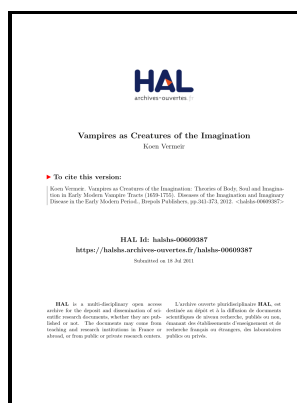 HAL
archives-ouvertes
Vampires as Creatures of the Imagination
Koen Vermeir
To cite this version:
Koen Vermeir. Vampires as Creatures of the Imagination: Theories of Body, Soul and Imagina-
tion in Early Modern Vampire Tracts (1659-1755). Diseases of the Imagination and Imaginary
Disease in the Early Modern Period., Brepols Publishers, pp.341-373, 2012. <halshs-00609387>
HAL Id: halshs-00609387
https://halshs.archives-ouvertes.fr/halshs-00609387
Submitted on 18 Jul 2011
HAL is a multi-disciplinary open access
archive for the deposit and dissemination of sci-
entific research documents, whether they are pub-
lished or not. The documents may come from
teaching and research institutions in France or
abroad, or from public or private research centers.
L'archive ouverte pluridisciplinaire HAL, est
destinée au dépôt et à la diffusion de documents
scientifiques de niveau recherche, publiés ou non,
émanant des établissements d'enseignement et de
recherche français ou étrangers, des laboratoires
publics ou privés.